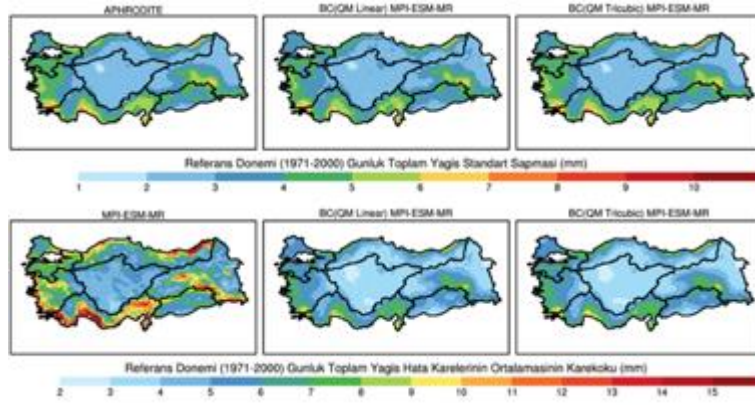 APHRODITE
BC(QM Linear) MPI-ESM-MR
BC(QM Tricubic) MPI-ESM-MR
Referans Donemi (1971-2000) Gunluk Toplam Yagis Standart Sapmasi (mm)
1 2 3 4 5 6 7 8 9 10
MPI-ESM-MR
BC(QM Linear) MPI-ESM-MR
BC(QM Tricubic) MPI-ESM-MR
Referans Donemi (1971-2000) Gunluk Toplam Yagis Hata Karelerinin Ortalamasinin Karekoku (mm)
2 3 4 5 6 7 8 9 10 11 12 13 14 15